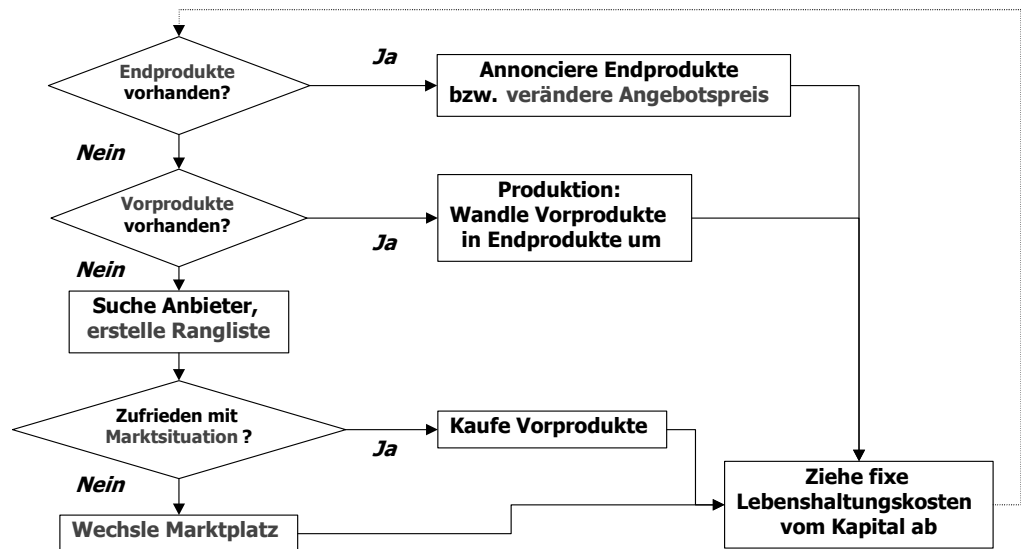 Endprodukte
vorhanden?
Ja
Annonciere Endprodukte
bzw. verändere Angebotspreis
Nein
Vorprodukte
vorhanden?
Ja
Produktion:
Wandle Vorprodukte
in Endprodukte um
Nein
Suche Anbieter,
erstelle Rangliste
Zufrieden mit
Marktsituation ?
Ja
Kaufe Vorprodukte
Nein
Wechsle Marktplatz
Ziehe fixe
Lebenshaltungskosten
vom Kapital ab